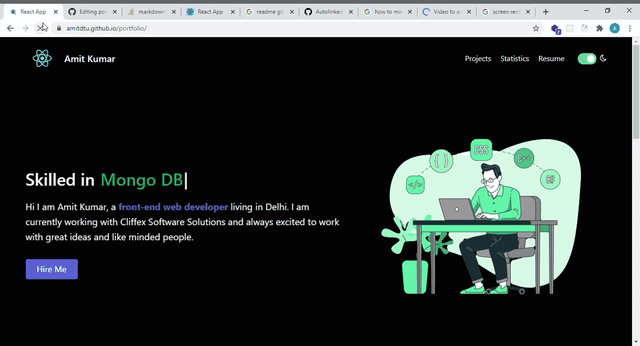 React App
Editing po
markdown
React App
readme gi
Autolinked
how to ma
Video to a
screen rec
amitdtu.github.io/portfolio/
Amit Kumar
Projects
Statistics
Resume
Skilled in Mongo DB|
Hi I am Amit Kumar, a front-end web developer living in Delhi. I am
currently working with Cliffex Software Solutions and always excited to work
with great ideas and like minded people.
Hire Me
{ }
CSS
</>